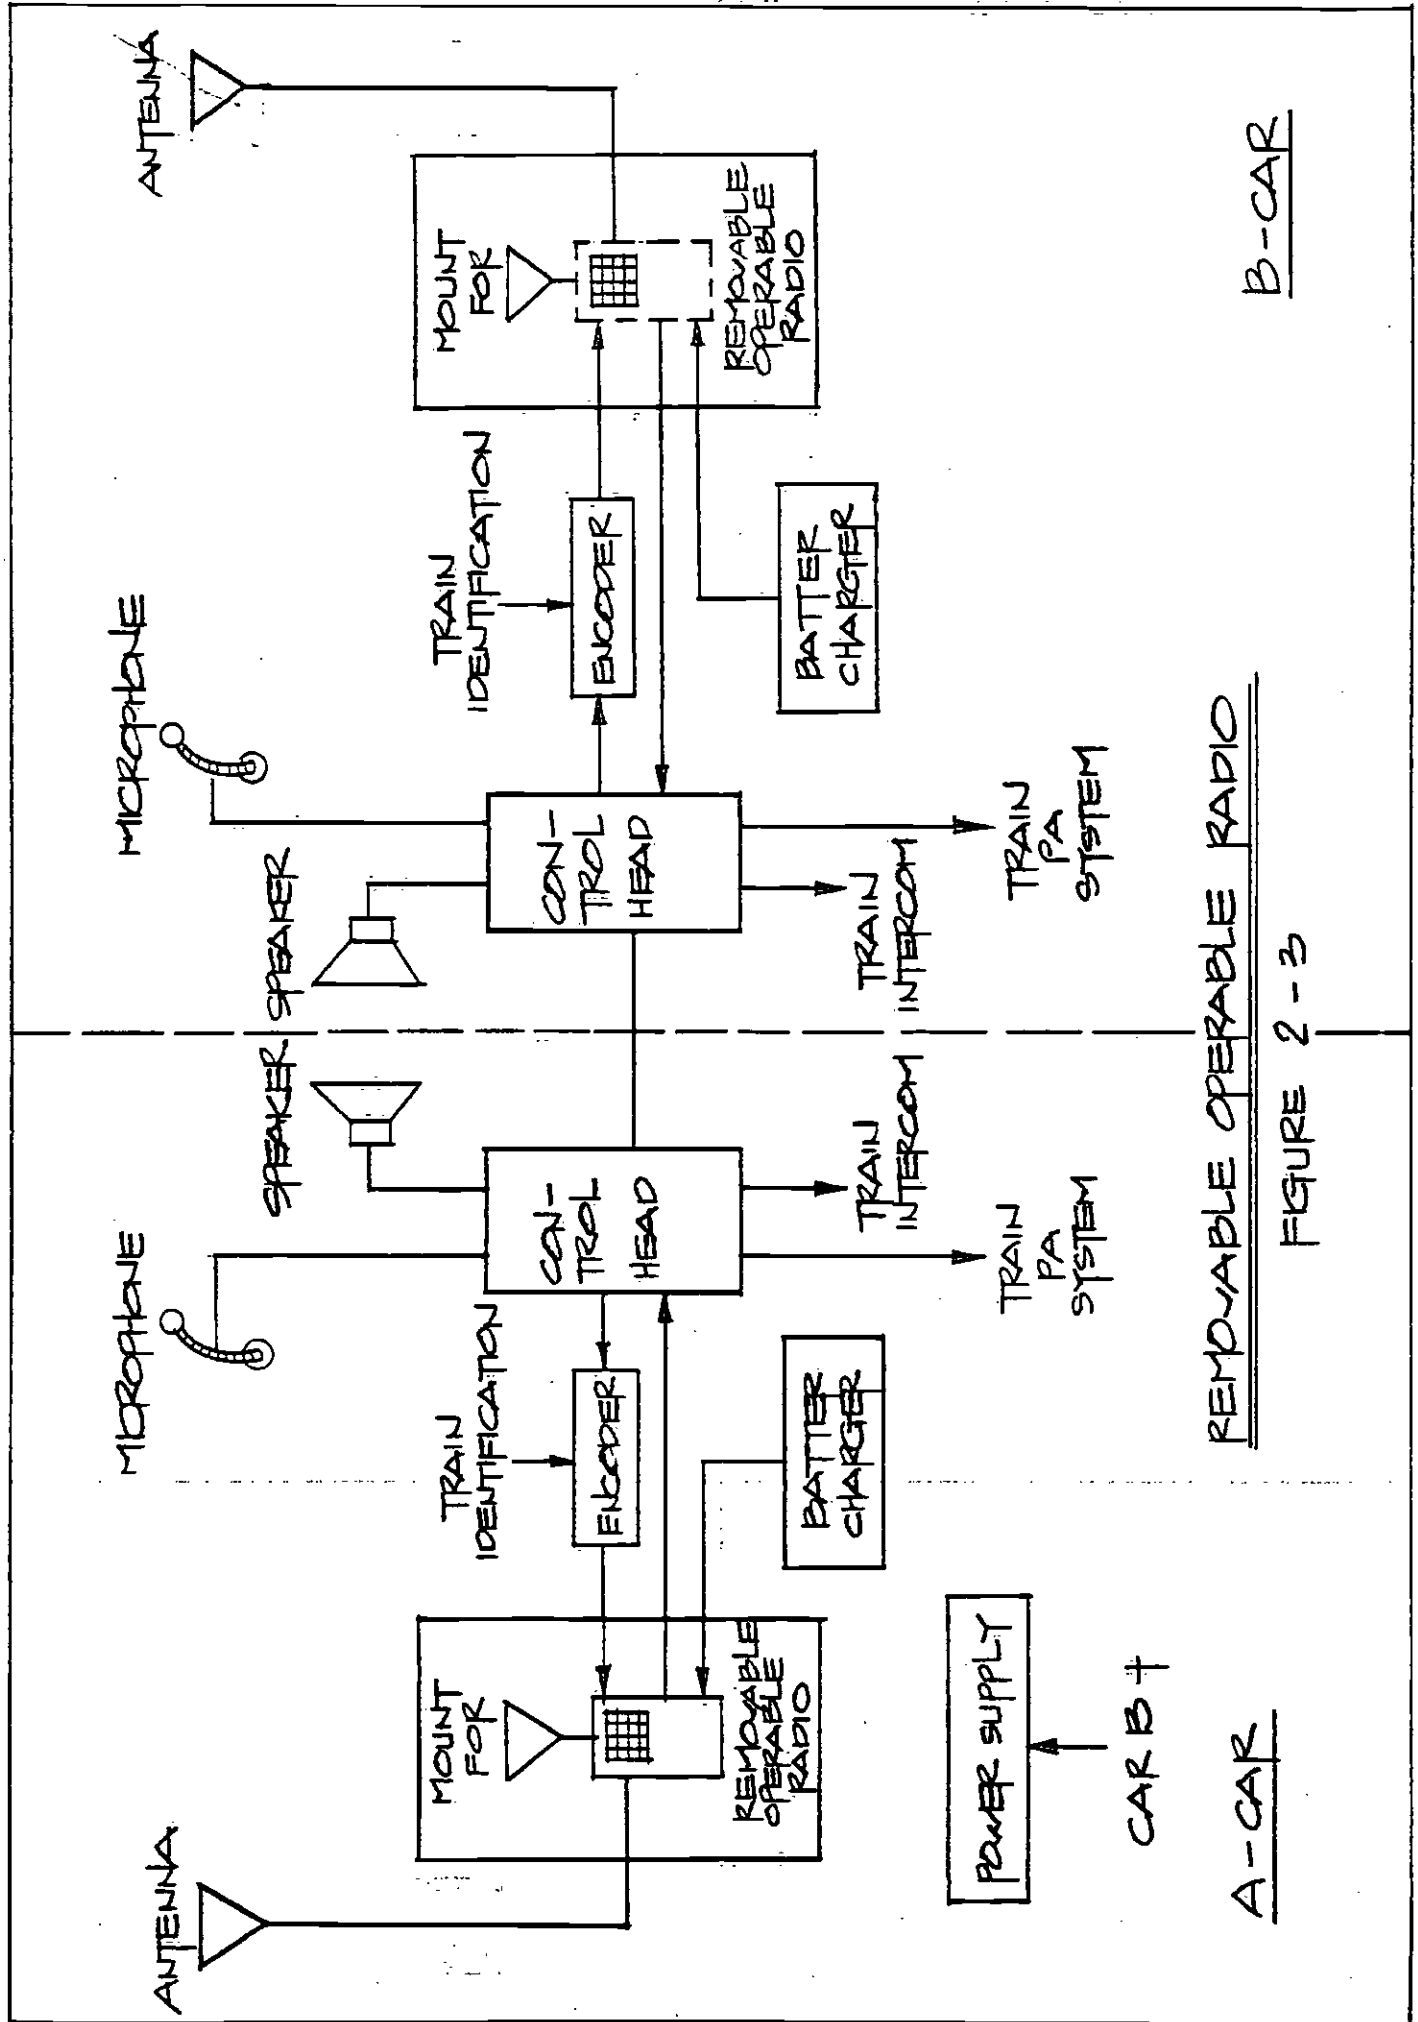 ANTENNA
MICROPHONE
SPEAKER
SPEAKER
MICROPHONE
ANTENNA
MOUNT
FOR
REMOVABLE
OPERABLE
RADIO
TRAIN
IDENTIFICATION
ENCODER
CON-
TROL
HEAD
CON-
TROL
HEAD
TRAIN
IDENTIFICATION
ENCODER
MOUNT
FOR
REMOVABLE
OPERABLE
RADIO
BATTER
CHARGER
TRAIN
INTERCOM
TRAIN
PA
SYSTEM
TRAIN
INTERCOM
TRAIN
PA
SYSTEM
BATTER
CHARGTER
POWER SUPPLY
CAR B +
A-CAR
B-CAR
REMOVABLE OPERABLE RADIO
FIGURE 2-3